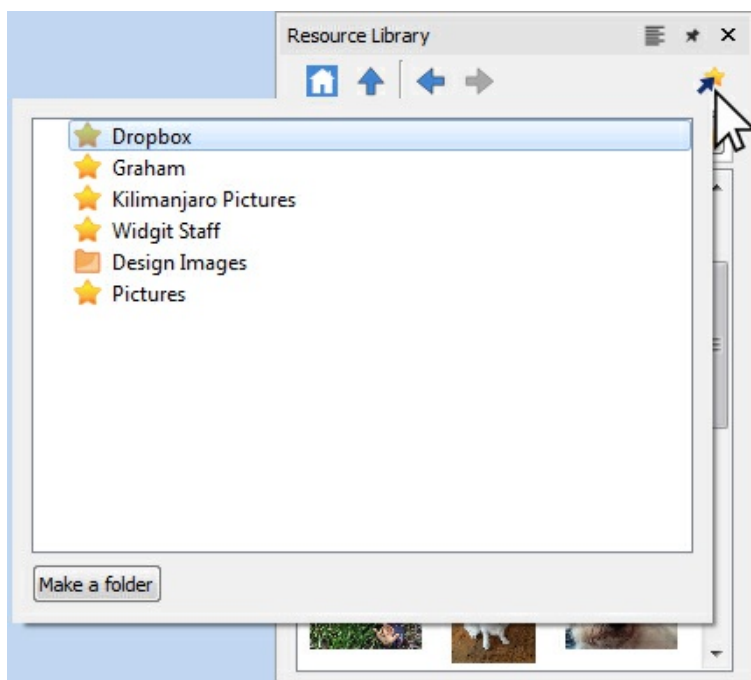 Resource Library
Dropbox
Graham
Kilimanjaro Pictures
Widgit Staff
Design Images
Pictures
Make a folder